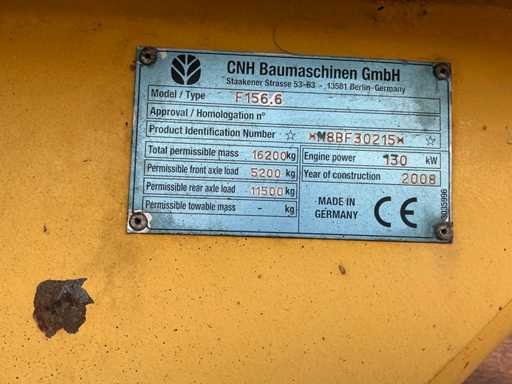 CNH Baumaschinen GmbH
Staakener Strasse 53-63 - 13581 Berlin-Germany
Model / Type F156.6
Approval / Homologation nº
Product Identification Number ☆ *N8BF30215* ☆
Total permissible mass 16200 kg
Permissible front axle load 5200 kg
Permissible rear axle load 11500 kg
Permissible towable mass - kg
Engine power 130 kW
Year of construction 2008
MADE IN
GERMANY
CE